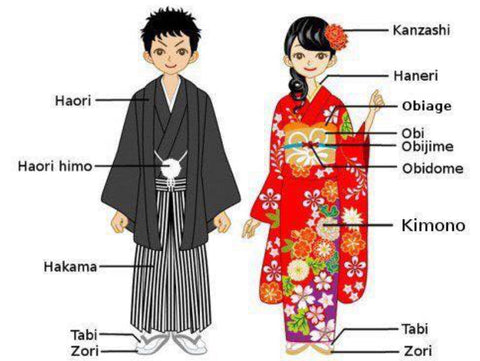 Haori
Haori himo
Hakama
Tabi
Zori
Kanzashi
Haneri
Obiage
Obi
Obijime
Obidome
Kimono
Tabi
Zori